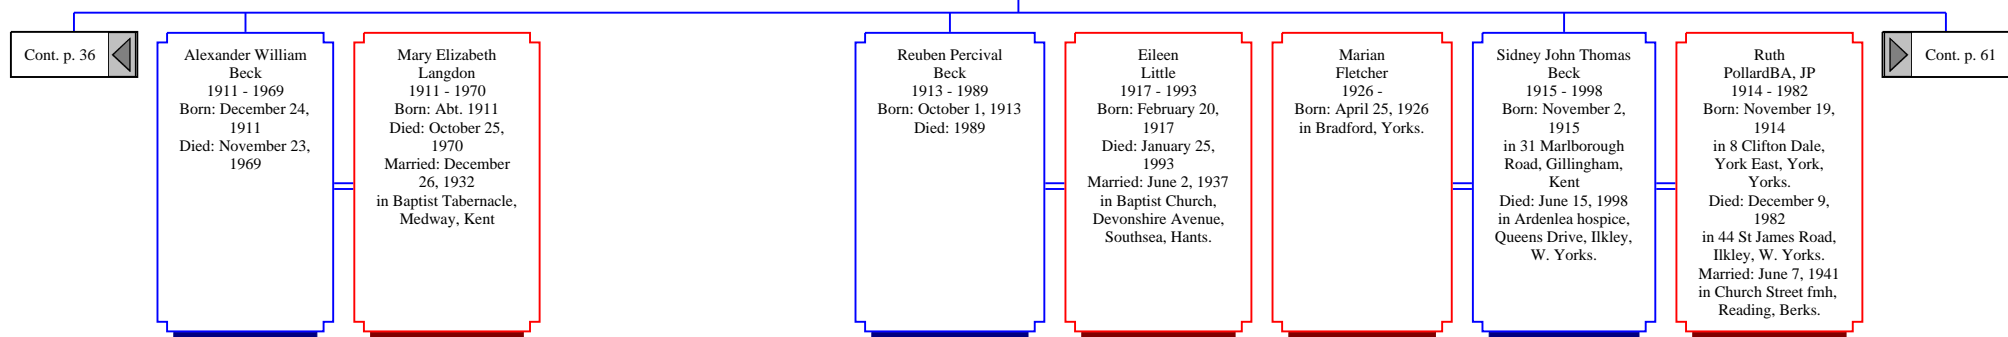 Cont. p. 36
Alexander William
Beck
1911 - 1969
Born: December 24,
1911
Died: November 23,
1969
Mary Elizabeth
Langdon
1911 - 1970
Born: Abt. 1911
Died: October 25,
1970
Married: December
26, 1932
in Baptist Tabernacle,
Medway, Kent
Reuben Percival
Beck
1913 - 1989
Born: October 1, 1913
Died: 1989
Eileen
Little
1917 - 1993
Born: February 20,
1917
Died: January 25,
1993
Married: June 2, 1937
in Baptist Church,
Devonshire Avenue,
Southsea, Hants.
Marian
Fletcher
1926 -
Born: April 25, 1926
in Bradford, Yorks.
Sidney John Thomas
Beck
1915 - 1998
Born: November 2,
1915
in 31 Marlborough
Road, Gillingham,
Kent
Died: June 15, 1998
in Ardenlea hospice,
Queens Drive, Ilkley,
W. Yorks.
Ruth
PollardBA, JP
1914 - 1982
Born: November 19,
1914
in 8 Clifton Dale,
York East, York,
Yorks.
Died: December 9,
1982
in 44 St James Road,
Ilkley, W. Yorks.
Married: June 7, 1941
in Church Street fmh,
Reading, Berks.
Cont. p. 61